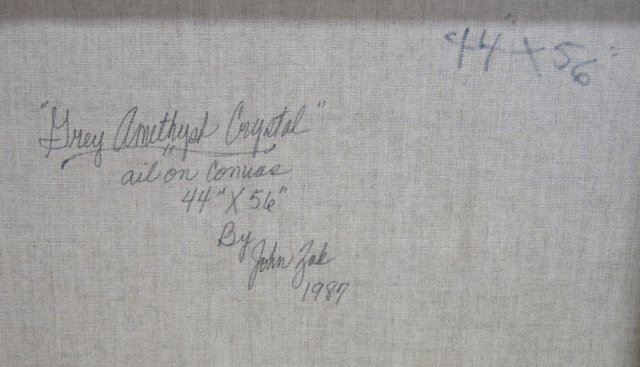 44" X 56"
"Grey Amethyst Crystal"
oil on Canvas
44" X 56"
By
John Zak
1987